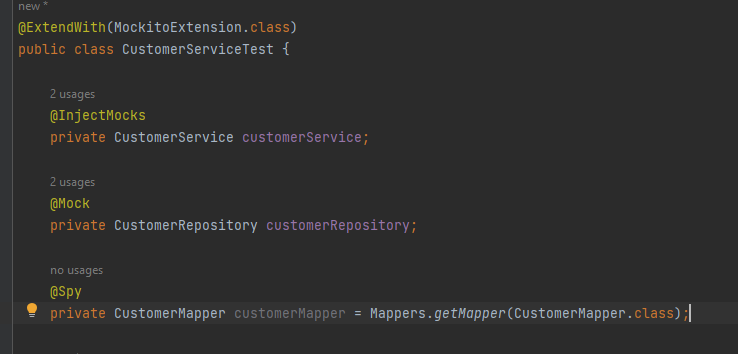 new *
@ExtendWith(MockitoExtension.class)
public class CustomerServiceTest {
2 usages
@InjectMocks
private CustomerService customerService;
2 usages
@Mock
private CustomerRepository customerRepository;
no usages
@Spy
private CustomerMapper customerMapper = Mappers.getMapper(CustomerMapper.class);